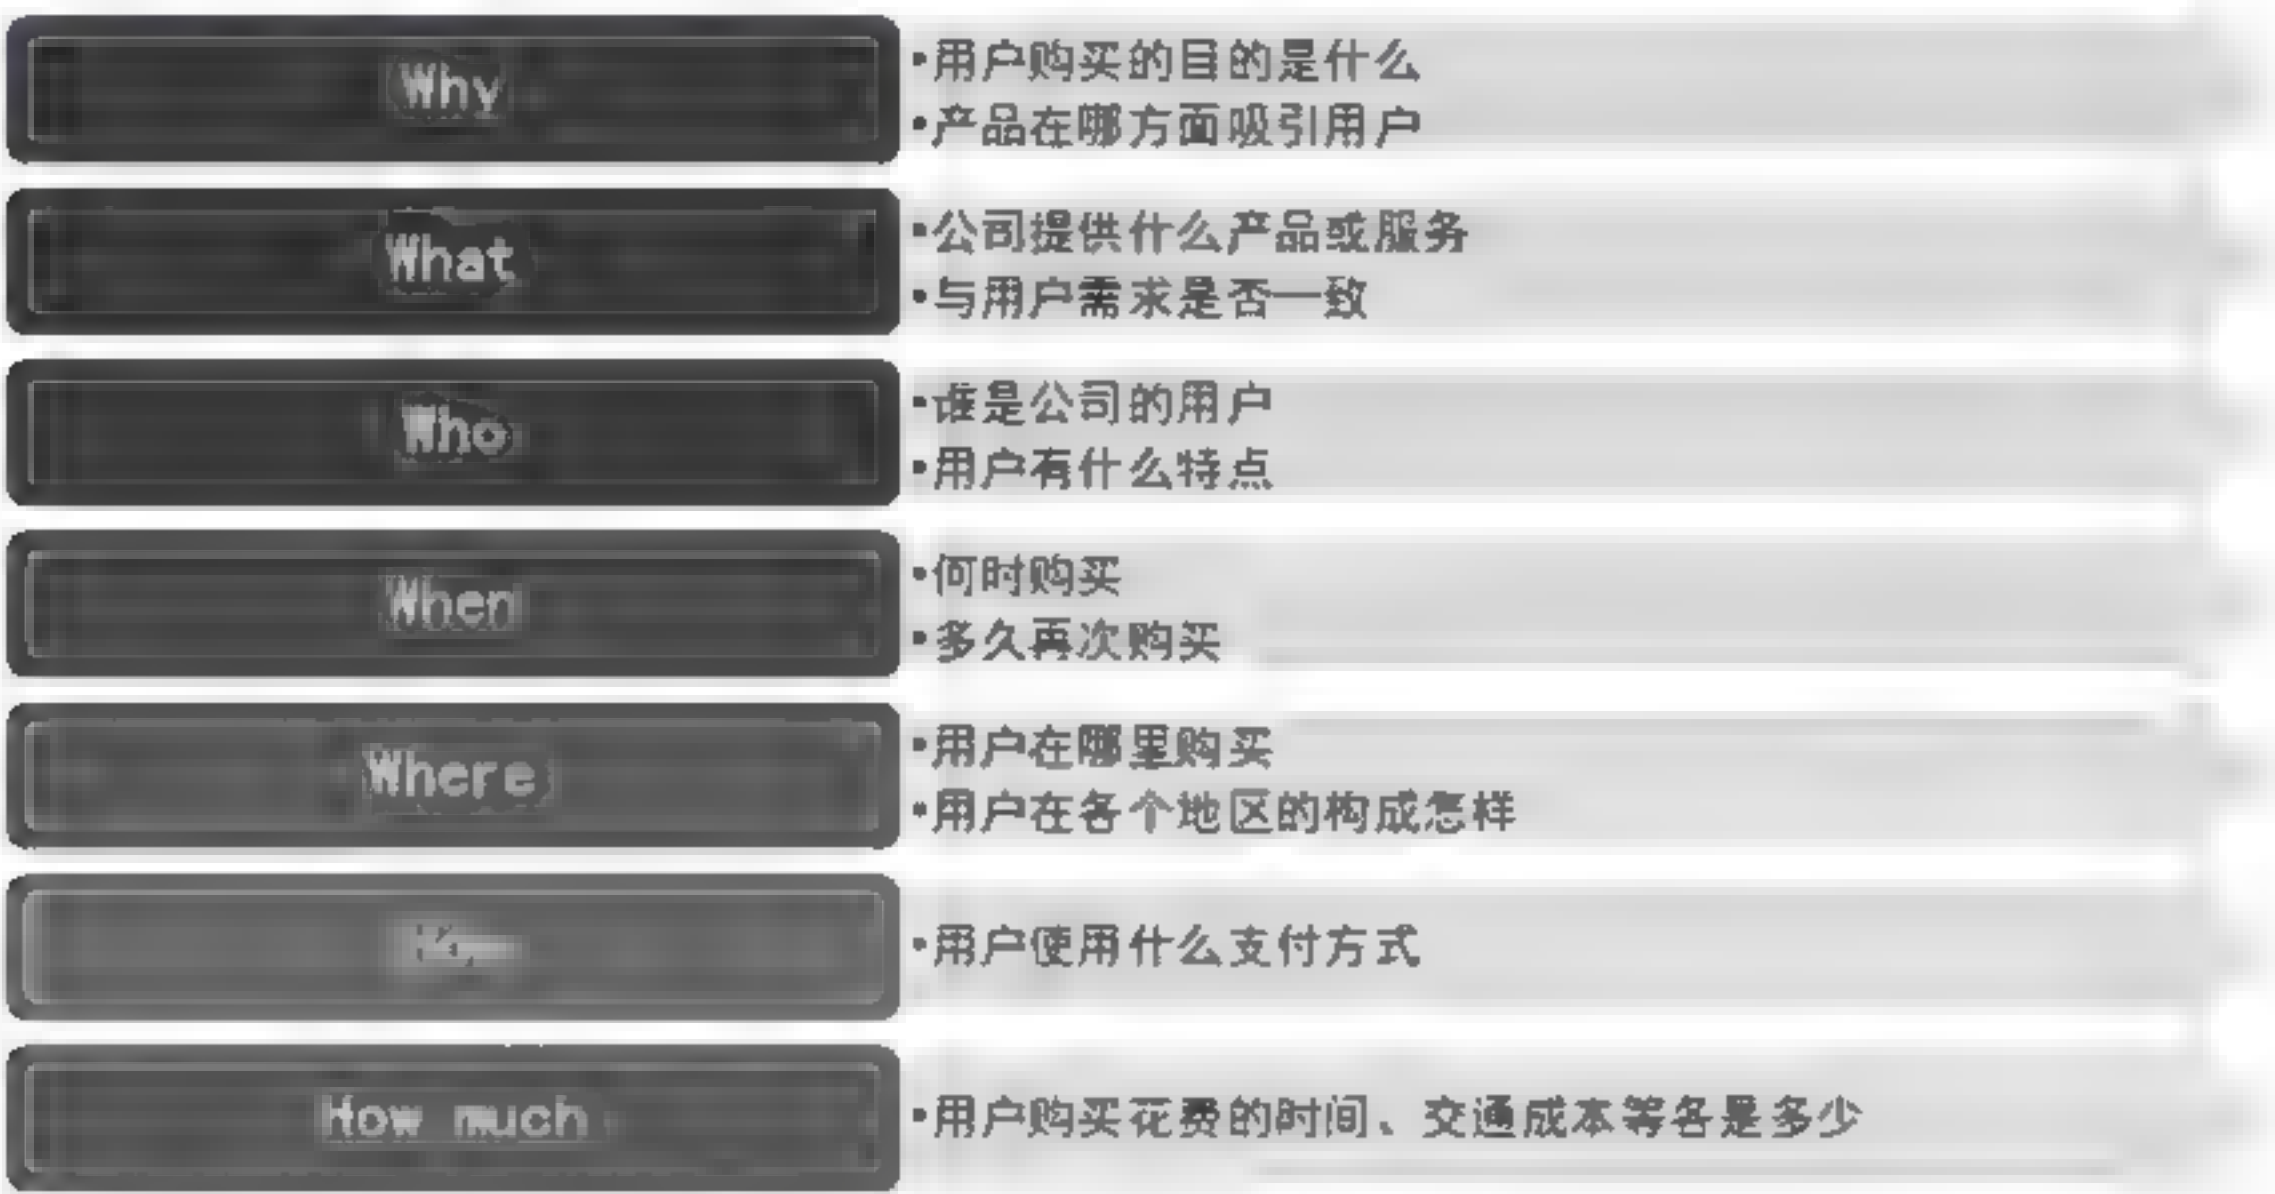 Why
•用户购买的目的是什么
•产品在哪方面吸引用户
What
•公司提供什么产品或服务
•与用户需求是否一致
Who
•谁是公司的用户
•用户有什么特点
When
•何时购买
•多久再次购买
Where
•用户在哪里购买
•用户在各个地区的构成怎样
•用户使用什么支付方式
How much
•用户购买花费的时间、交通成本等各是多少